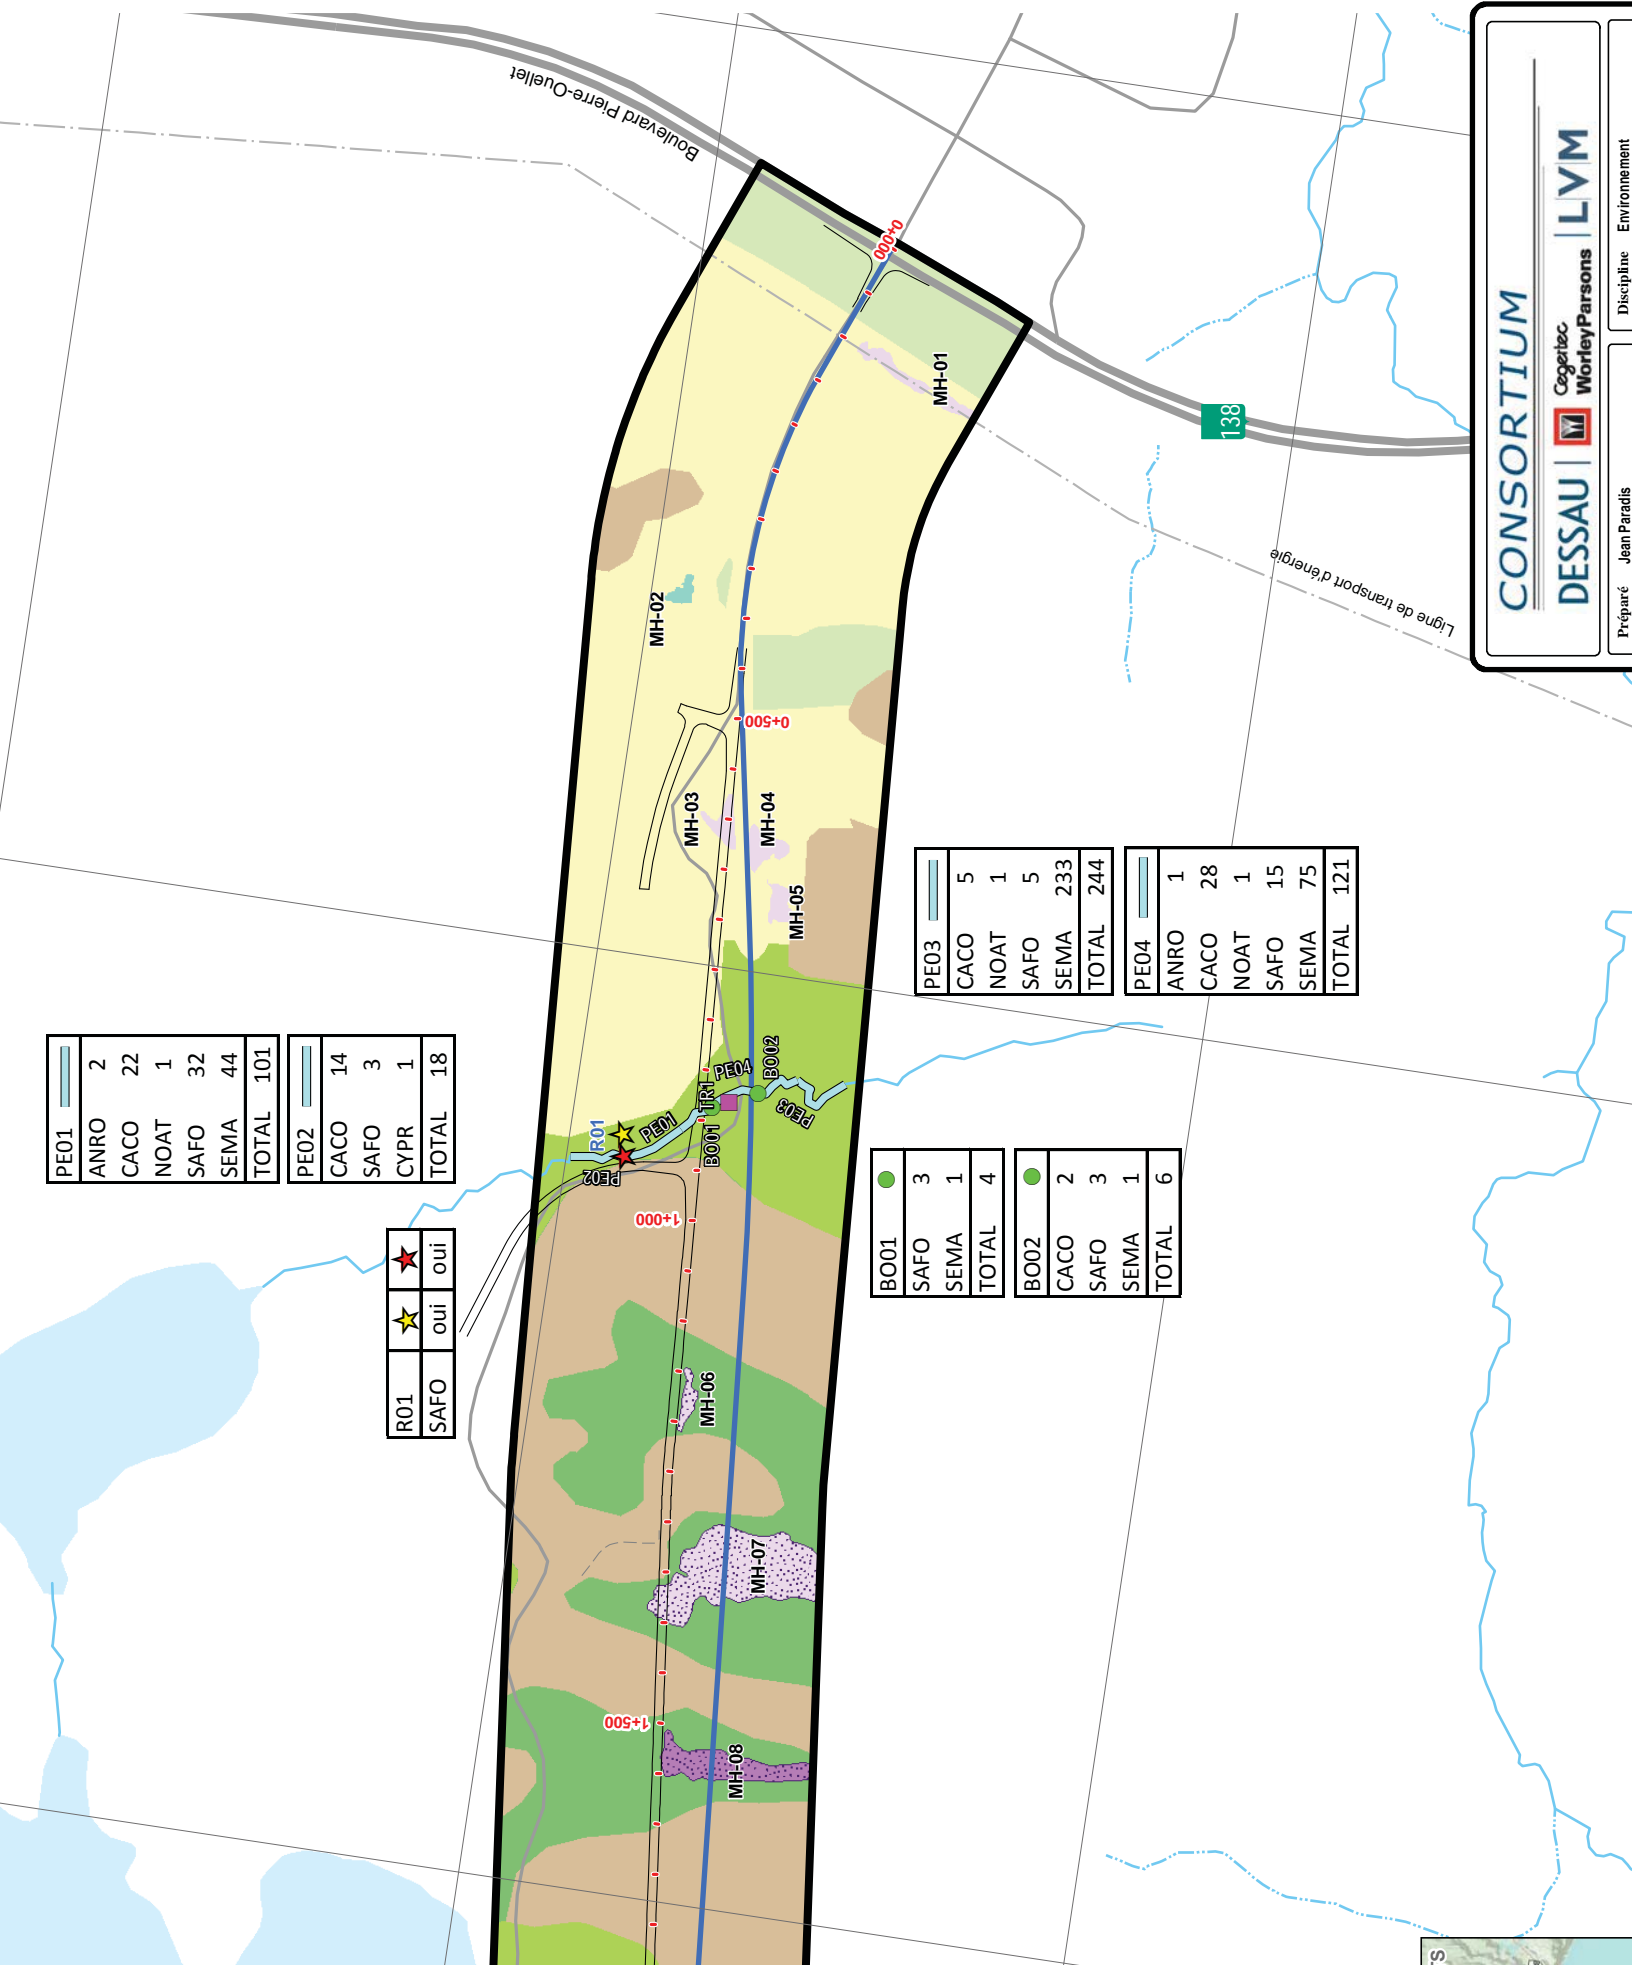 Boulevard Pierre-Ouellet
0+000
MH-01
138
Ligne de transport d'énergie
MH-02
0+500
MH-03
MH-04
MH-05
PE01
ANRO 2
CACO 22
NOAT 1
SAFO 32
SEMA 44
TOTAL 101
PE02
CACO 14
SAFO 3
CYPR 1
TOTAL 18
PE03
CACO 5
NOAT 1
SAFO 5
SEMA 233
TOTAL 244
PE04
ANRO 1
CACO 28
NOAT 1
SAFO 15
SEMA 75
TOTAL 121
R01
PE01
PE02
BO01
TR1
PE04
BO02
PE03
R01
SAFO oui oui
BO01
SAFO 3
SEMA 1
TOTAL 4
BO02
CACO 2
SAFO 3
SEMA 1
TOTAL 6
1+000
MH-06
MH-07
1+500
MH-08
CONSORTIUM
DESSAU Cegertec WorleyParsons LVM
Préparé Jean Paradis
Discipline Environnement
TS